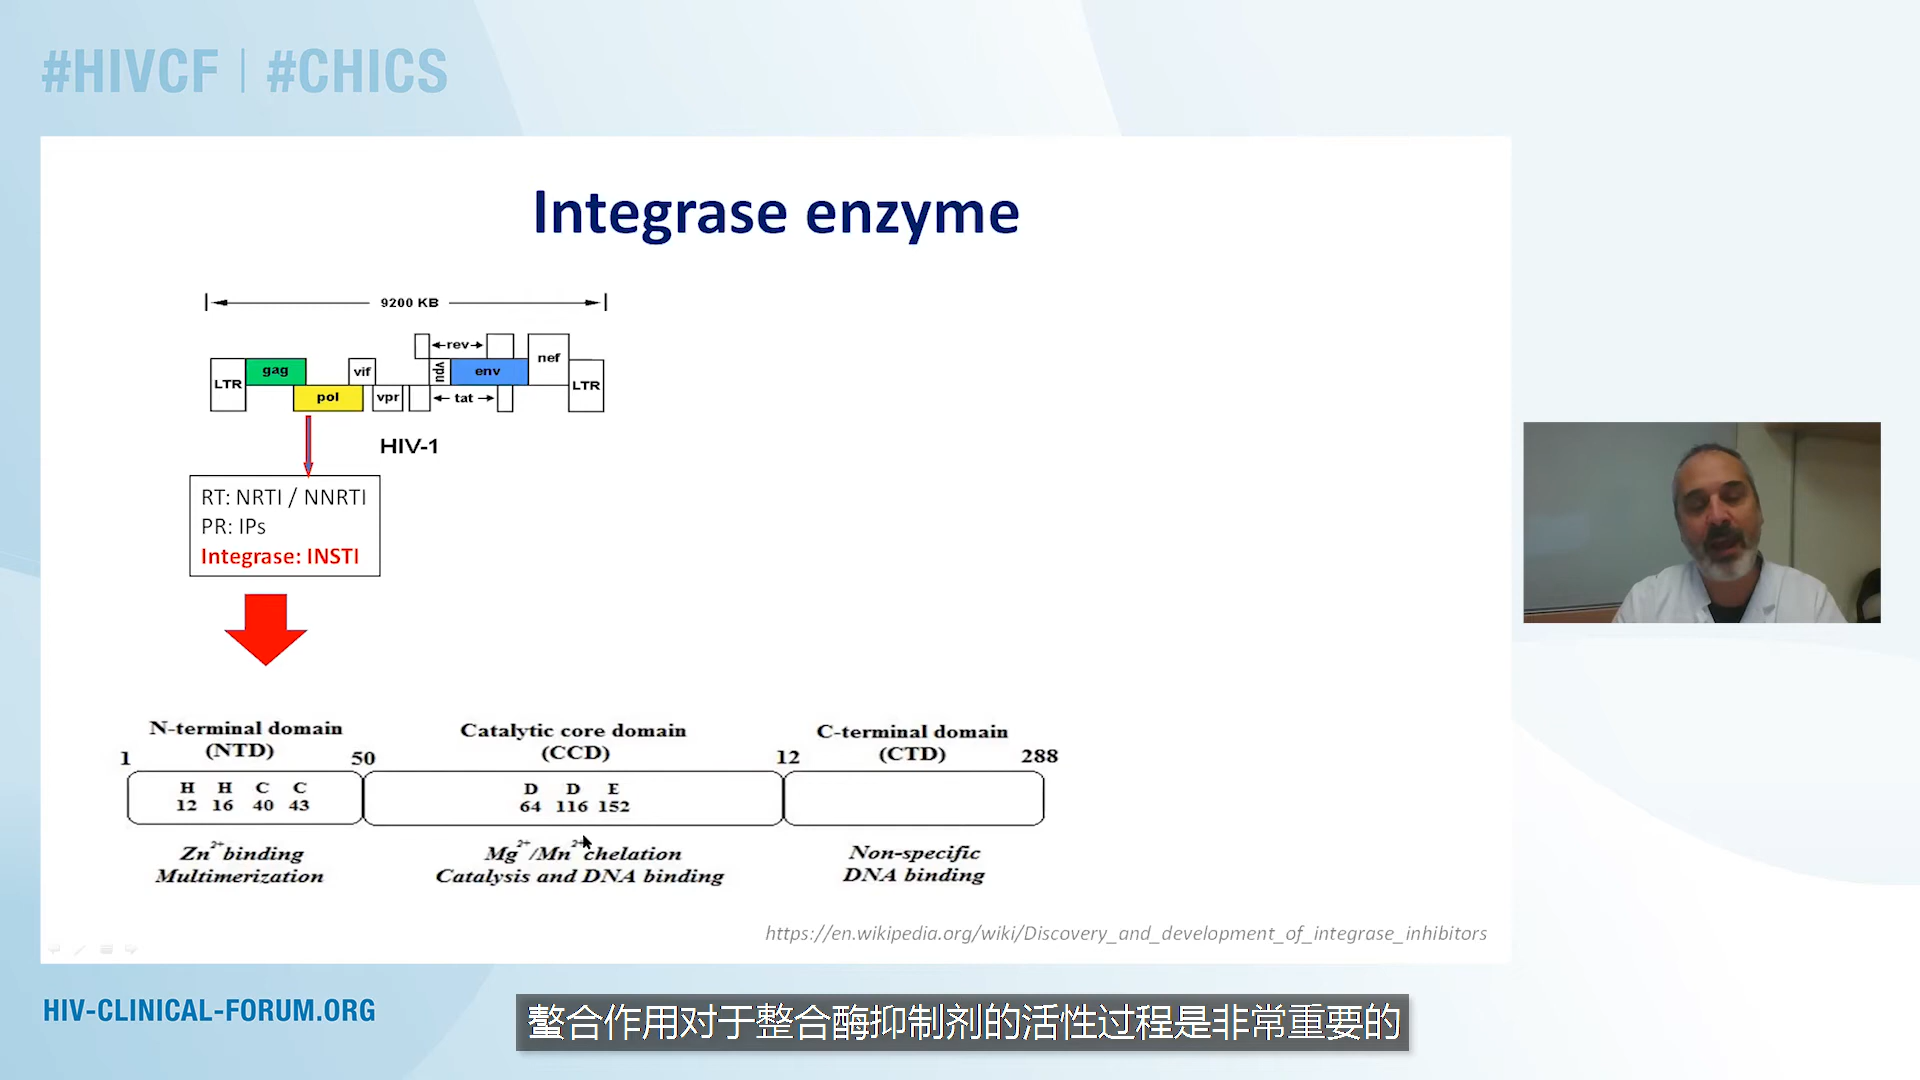 #HIVCF | #CHICS
Integrase enzyme
9200 KB
rev
nef
LTR
gag
vif
vpu
env
LTR
pol
vpr
tat
HIV-1
RT: NRTI / NNRTI
PR: IPs
Integrase: INSTI
N-terminal domain
(NTD)
Catalytic core domain
(CCD)
C-terminal domain
(CTD)
1
50
12
288
H H C C
12 16 40 43
D D E
64 116 152
Zn2+ binding
Multimerization
Mg2+/Mn2+ chelation
Catalysis and DNA binding
Non-specific
DNA binding
https://en.wikipedia.org/wiki/Discovery_and_development_of_integrase_inhibitors
HIV-CLINICAL-FORUM.ORG
螯合作用对于整合酶抑制剂的活性过程是非常重要的